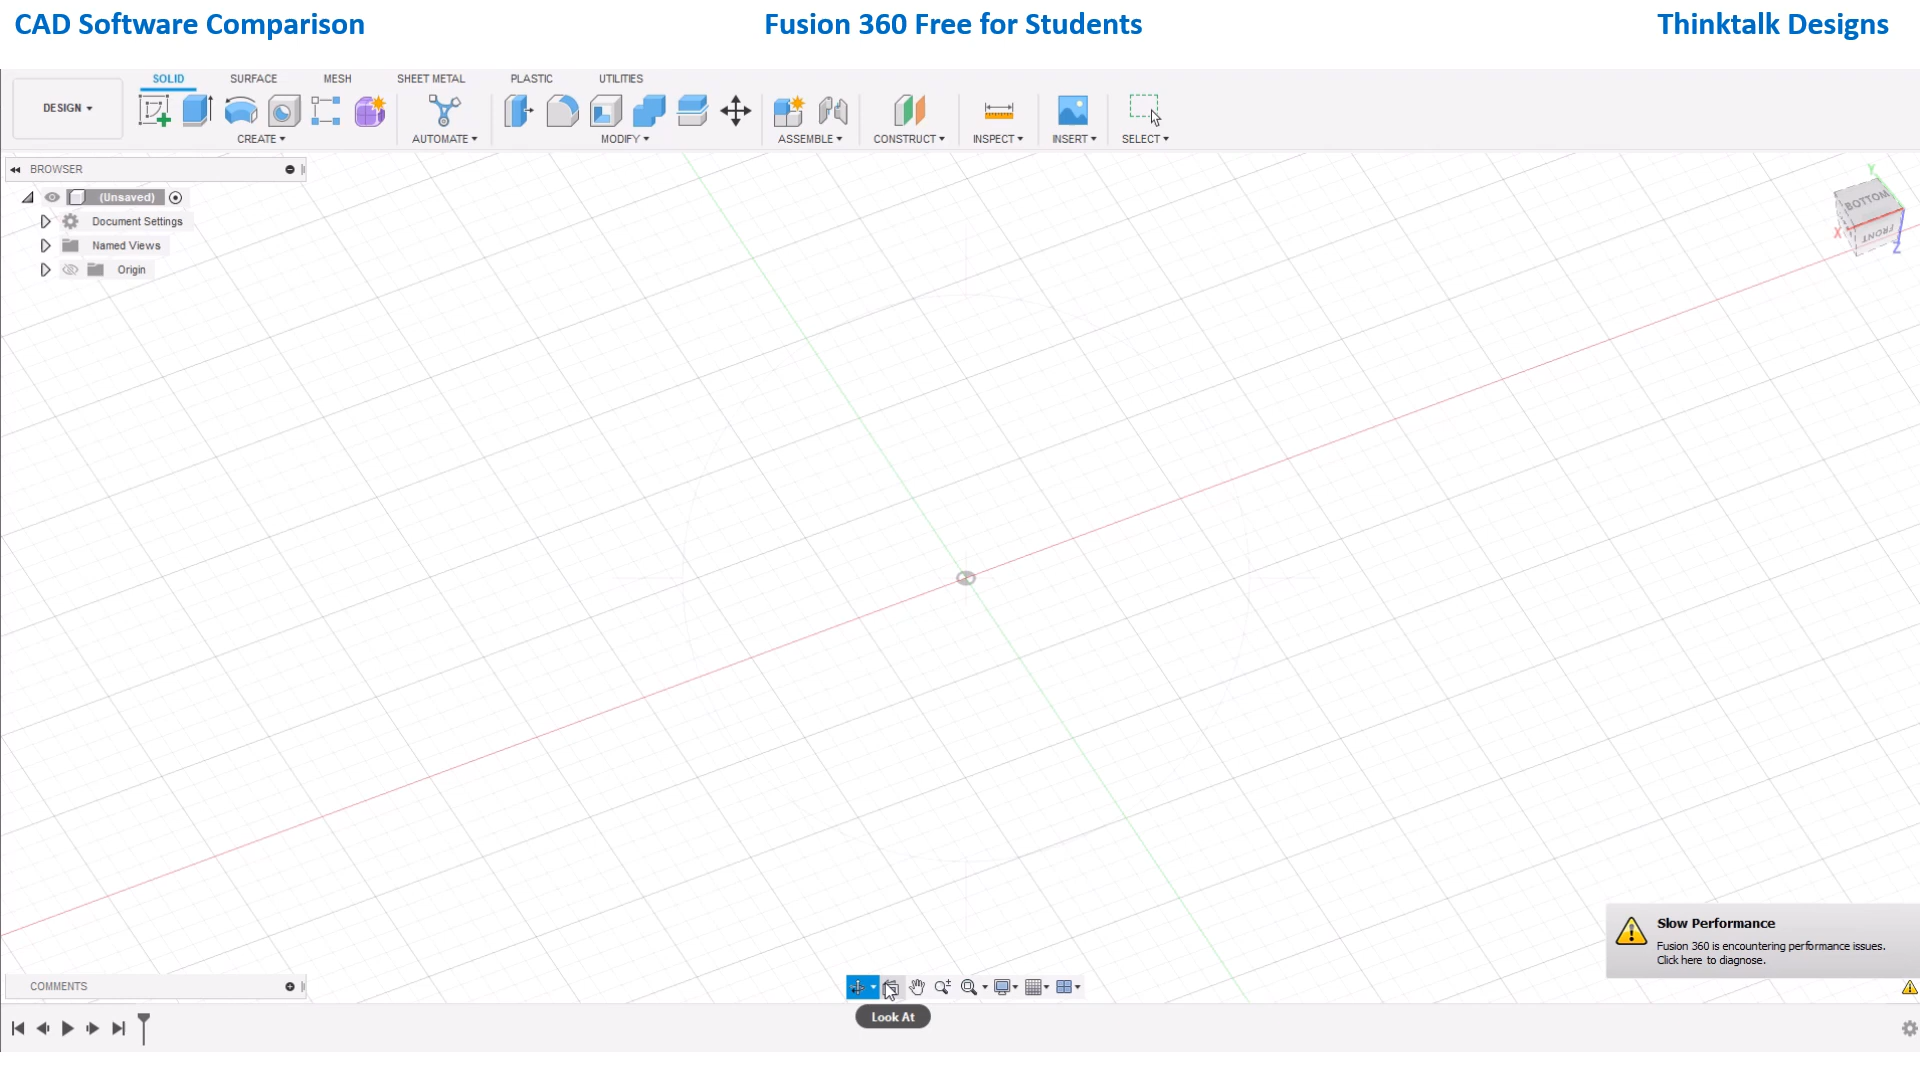 CAD Software Comparison
Fusion 360 Free for Students
Thinktalk Designs
SOLID
SURFACE
MESH
SHEET METAL
PLASTIC
UTILITIES
DESIGN
CREATE
AUTOMATE
MODIFY
ASSEMBLE
CONSTRUCT
INSPECT
INSERT
SELECT
BROWSER
(Unsaved)
Document Settings
Named Views
Origin
Y
BOTTOM
X
FRONT
Z
Slow Performance
Fusion 360 is encountering performance issues.
Click here to diagnose.
COMMENTS
Look At